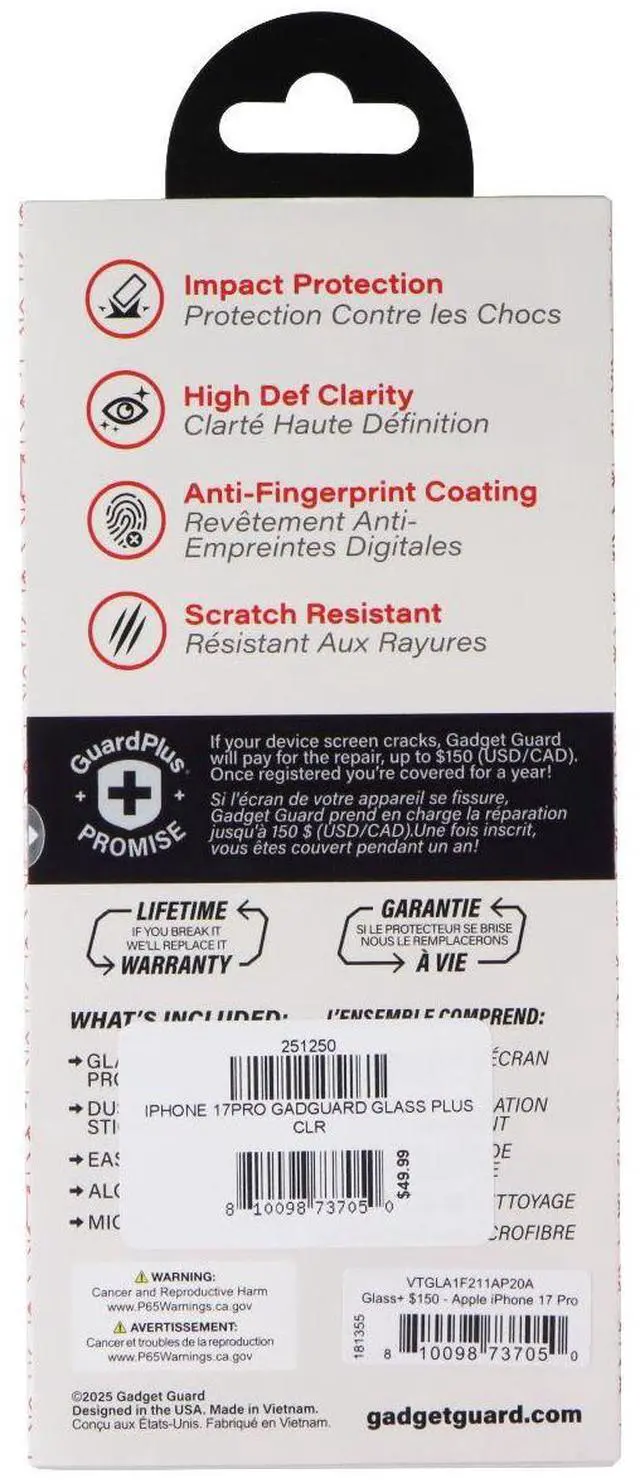 Impact Protection
Protection Contre les Chocs
High Def Clarity
Clarté Haute Définition
Anti-Fingerprint Coating
Revêtement Anti-
Empreintes Digitales
Scratch Resistant
Résistant Aux Rayures
GuardPlus
PROMISE
If your device screen cracks, Gadget Guard
will pay for the repair, up to $150 (USD/CAD).
Once registered you're covered for a year!
Si l'écran de votre appareil se fissure,
Gadget Guard prend en charge la réparation
jusqu'à 150 $ (USD/CAD).Une fois inscrit,
vous êtes couvert pendant un an!
LIFETIME
IF YOU BREAK IT
WE'LL REPLACE IT
WARRANTY
GARANTIE
SI LE PROTECTEUR SE BRISE
NOUS LE REMPLACERONS
À VIE
WHAT'S INCLUDED:
L'ENSEMBLE COMPREND:
251250
IPHONE 17PRO GADGUARD GLASS PLUS
CLR
$49.99
8 10098 73705 0
ÉCRAN
TTOYAGE
CROFIBRE
WARNING:
Cancer and Reproductive Harm
www.P65Warnings.ca.gov
AVERTISSEMENT:
Cancer et troubles de la reproduction
www.P65Warnings.ca.gov
VTGLA1F211AP20A
Glass+ $150 - Apple iPhone 17 Pro
181355
8 10098 73705 0
©2025 Gadget Guard
Designed in the USA. Made in Vietnam.
Conçu aux États-Unis. Fabriqué en Vietnam.
gadgetguard.com